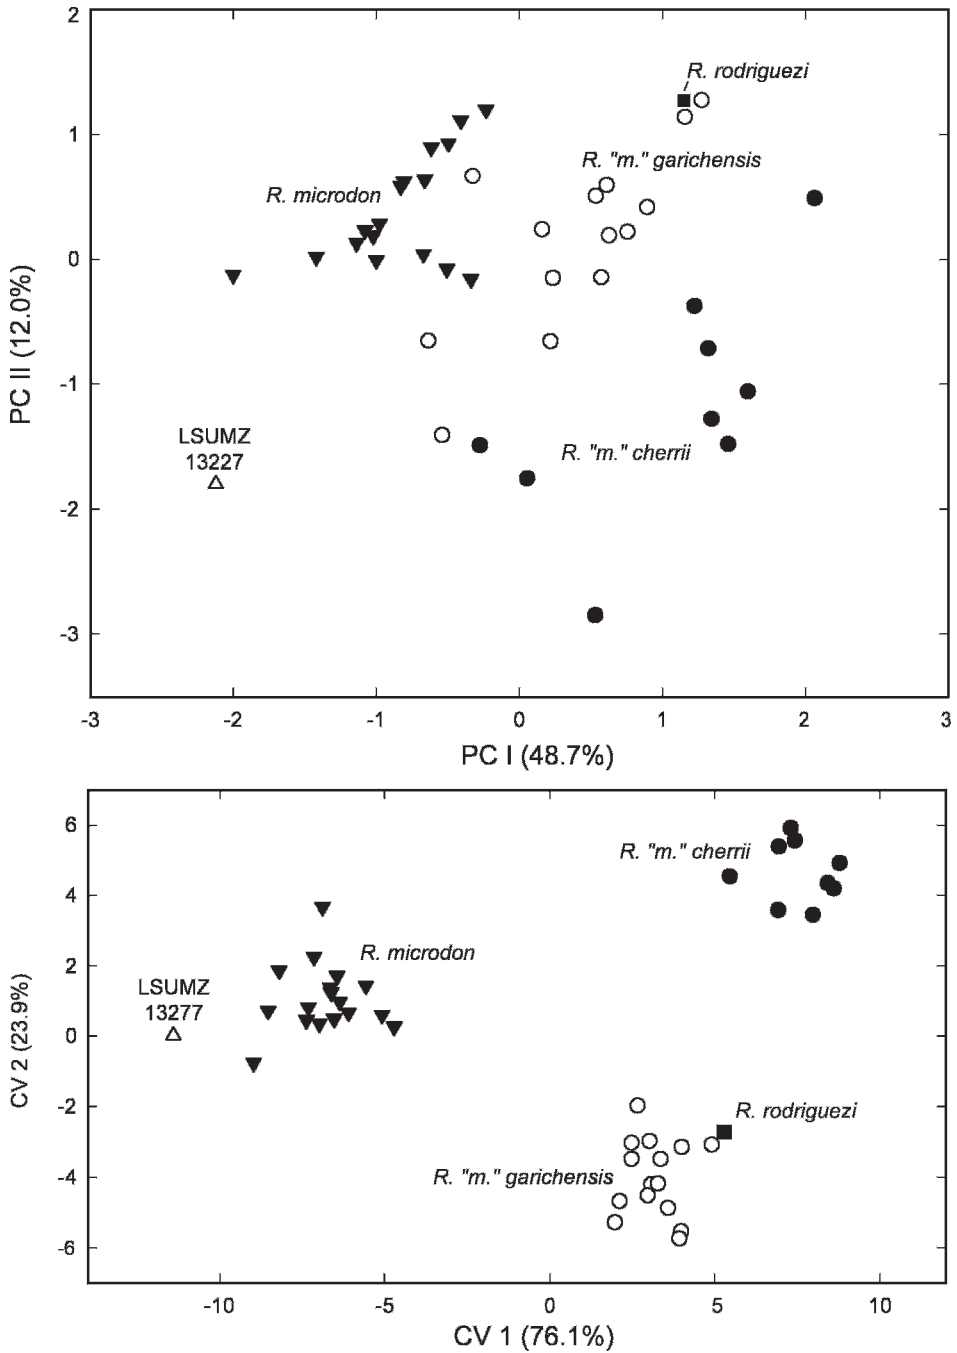 2
1
0
-1
-2
-3
PC II (12.0%)
R. rodriguezi
R. "m." garichensis
R. microdon
LSUMZ
13227
R. "m." cherrii
-3
-2
-1
0
1
2
3
PC I (48.7%)
6
4
2
0
-2
-4
-6
CV 2 (23.9%)
R. "m." cherrii
R. microdon
LSUMZ
13277
R. rodriguezi
R. "m." garichensis
-10
-5
0
5
10
CV 1 (76.1%)